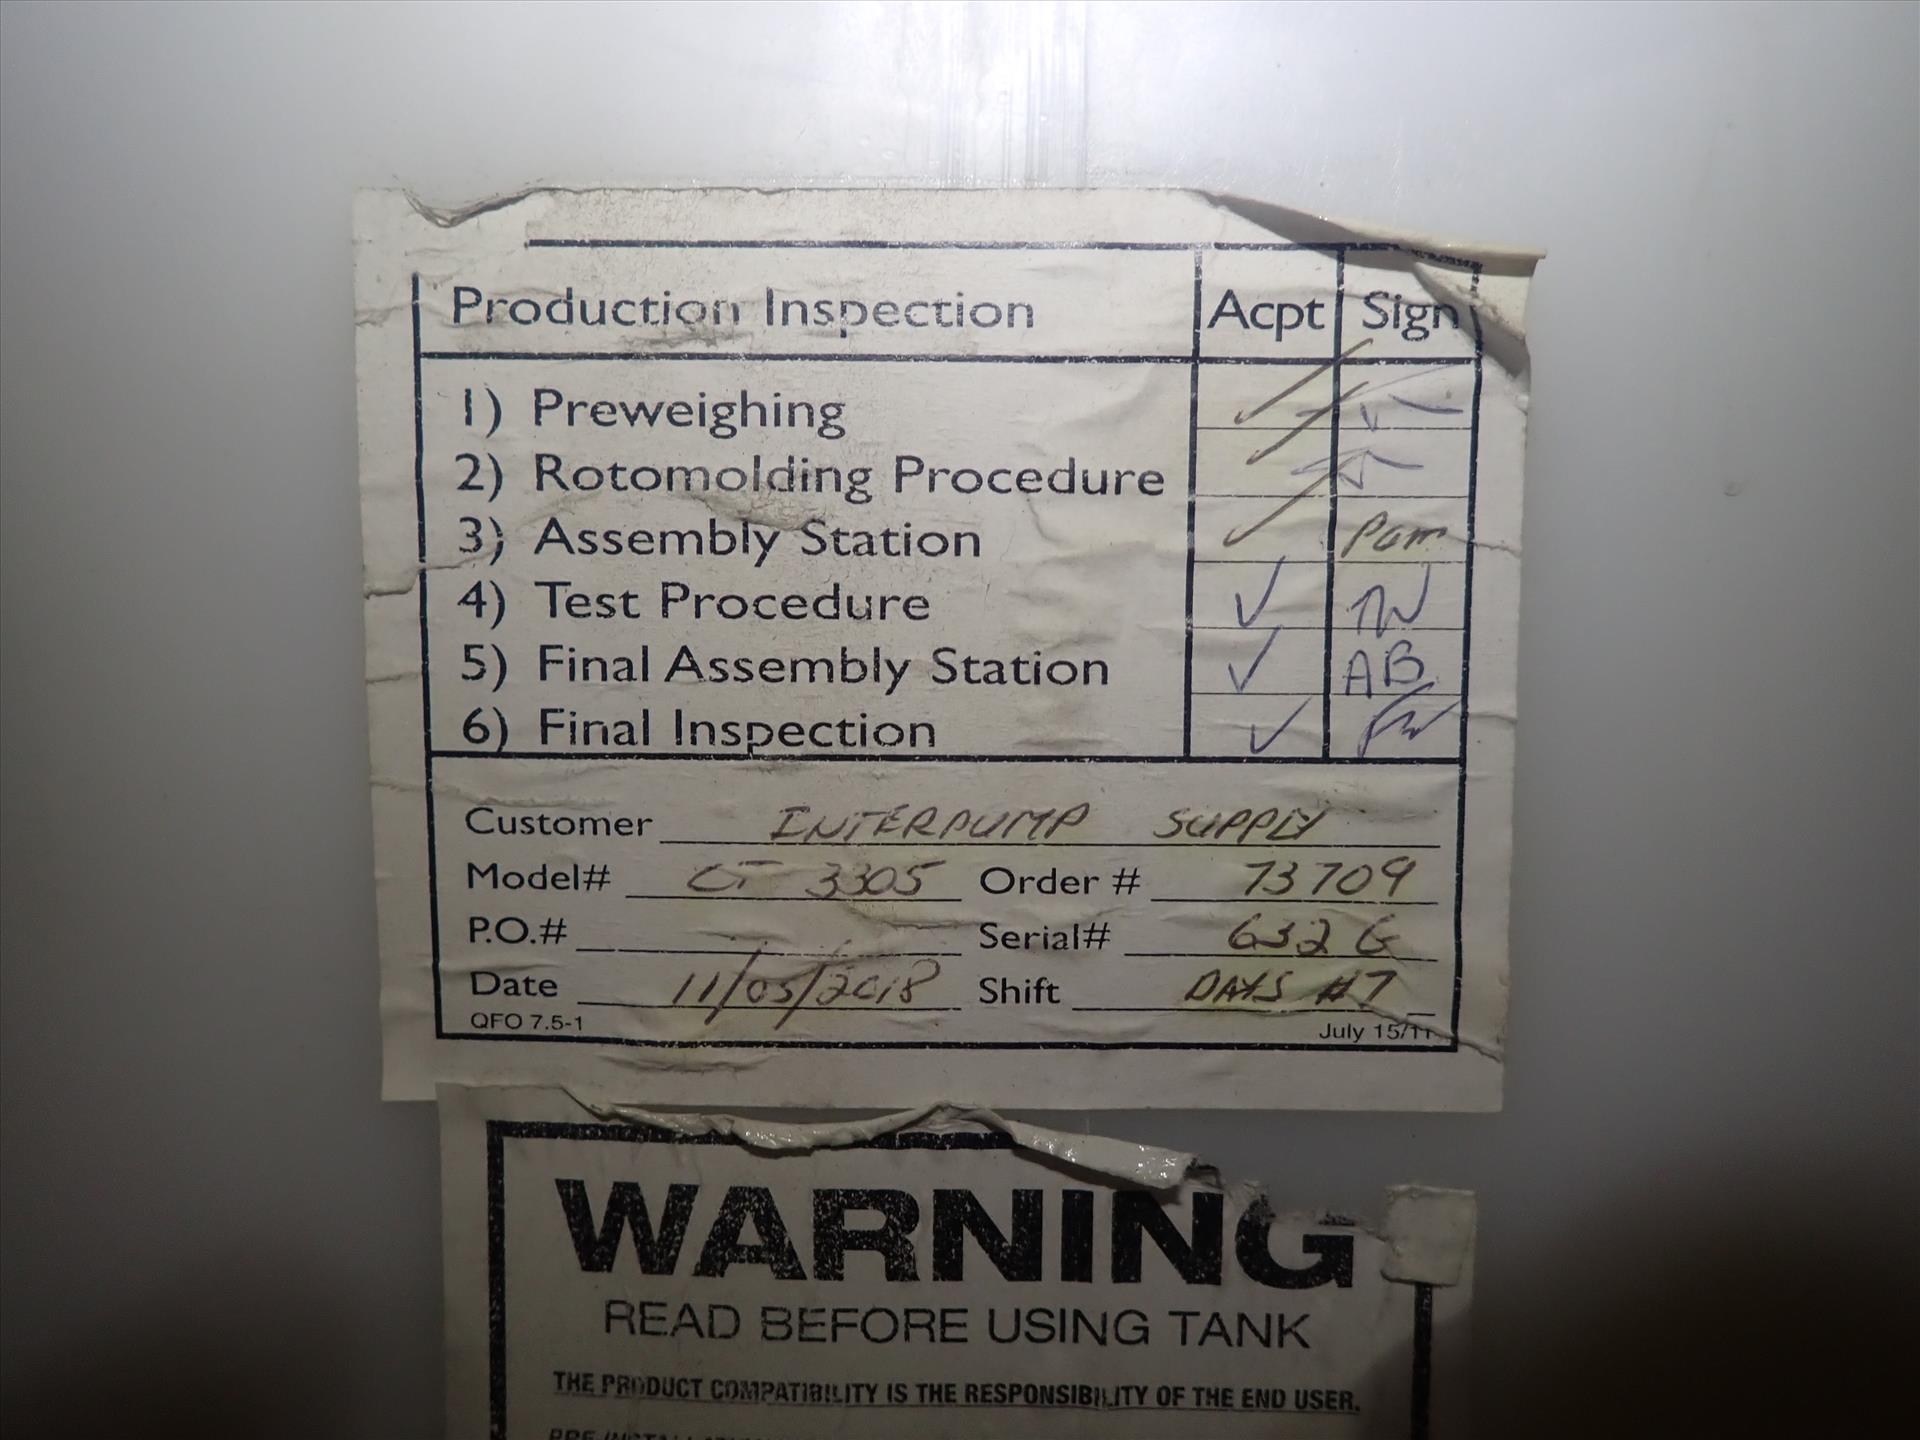 Production Inspection Acpt Sign
1) Preweighing
2) Rotomolding Procedure
3) Assembly Station Pam
4) Test Procedure
5) Final Assembly Station AB
6) Final Inspection
Customer INTERPUMP SUPPLY
Model# CT 3305 Order # 73709
P.O.# Serial# 632 G
Date 11/05/2018 Shift DAYS #7
QFO 7.5-1 July 15/11
WARNING
READ BEFORE USING TANK
THE PRODUCT COMPATIBILITY IS THE RESPONSIBILITY OF THE END USER.